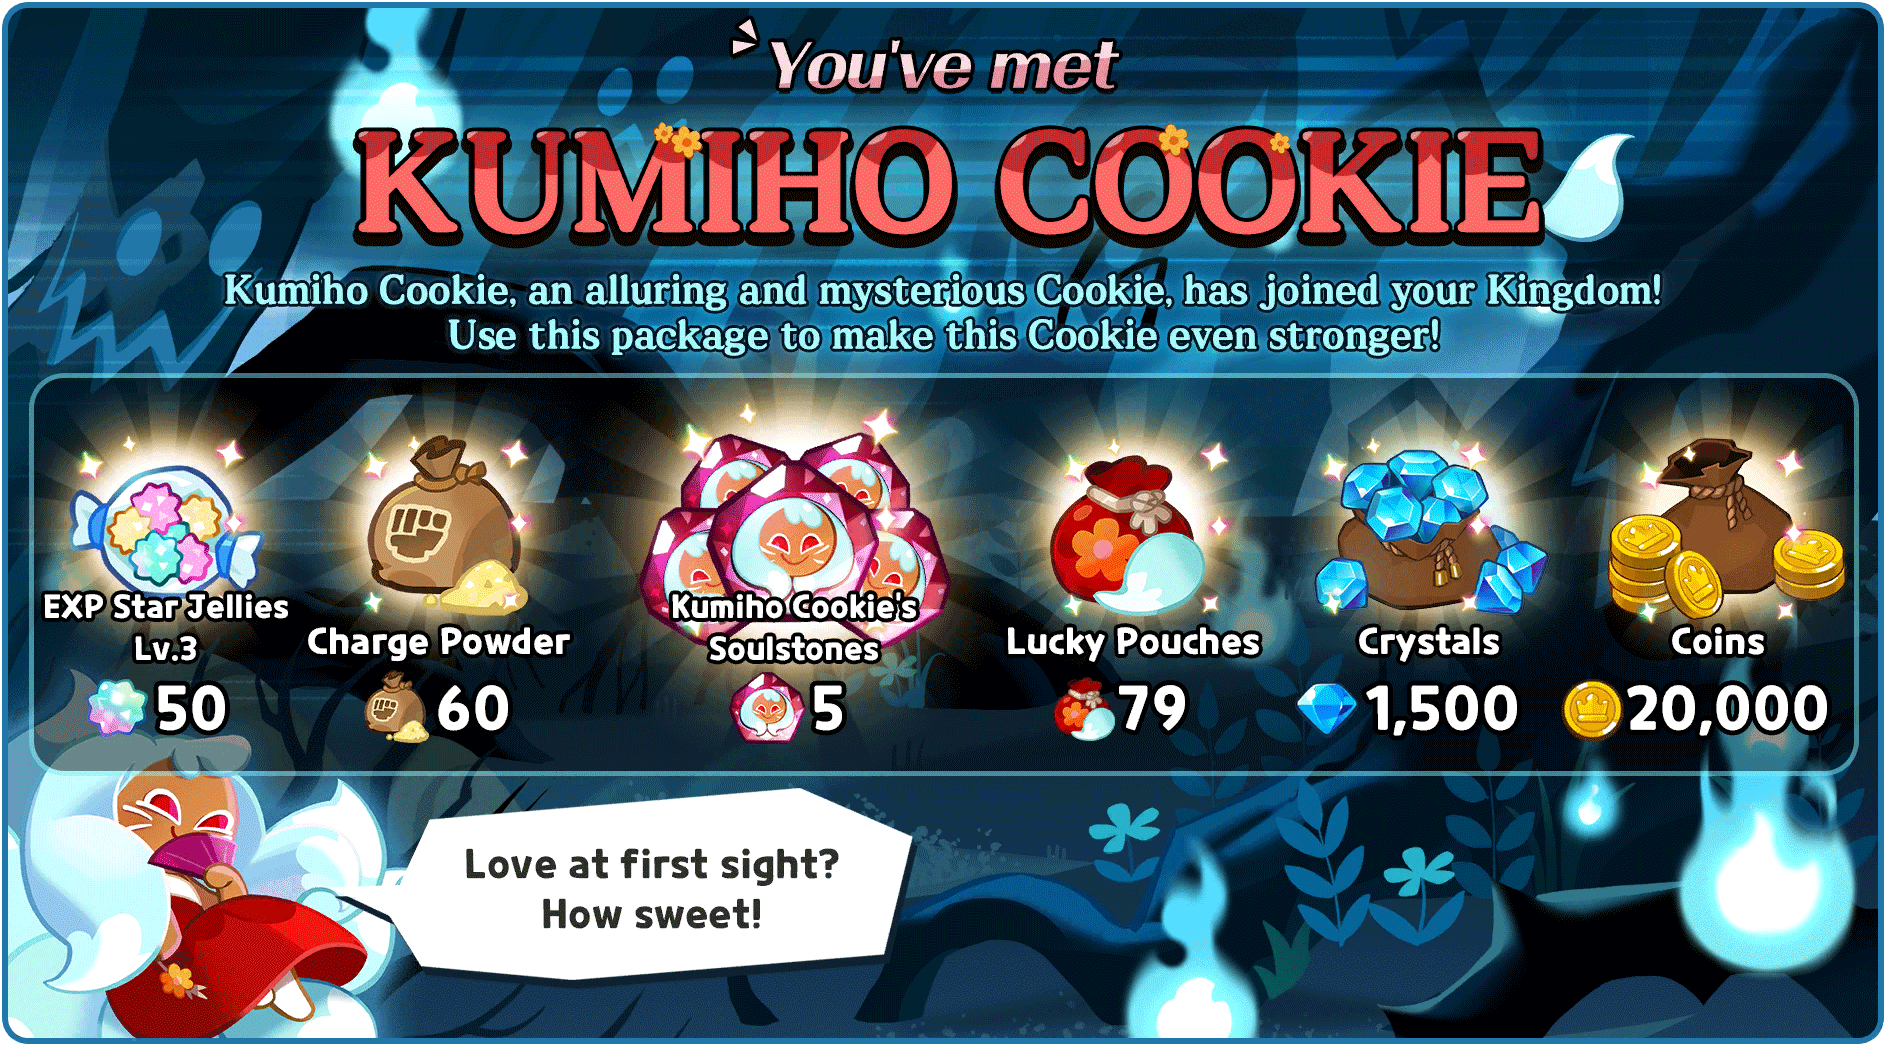 You've met
KUMIHO COOKIE
Kumiho Cookie, an alluring and mysterious Cookie, has joined your Kingdom!
Use this package to make this Cookie even stronger!
EXP Star Jellies
Lv.3
50
Charge Powder
60
Kumiho Cookie's
Soulstones
5
Lucky Pouches
79
Crystals
1,500
Coins
20,000
Love at first sight?
How sweet!